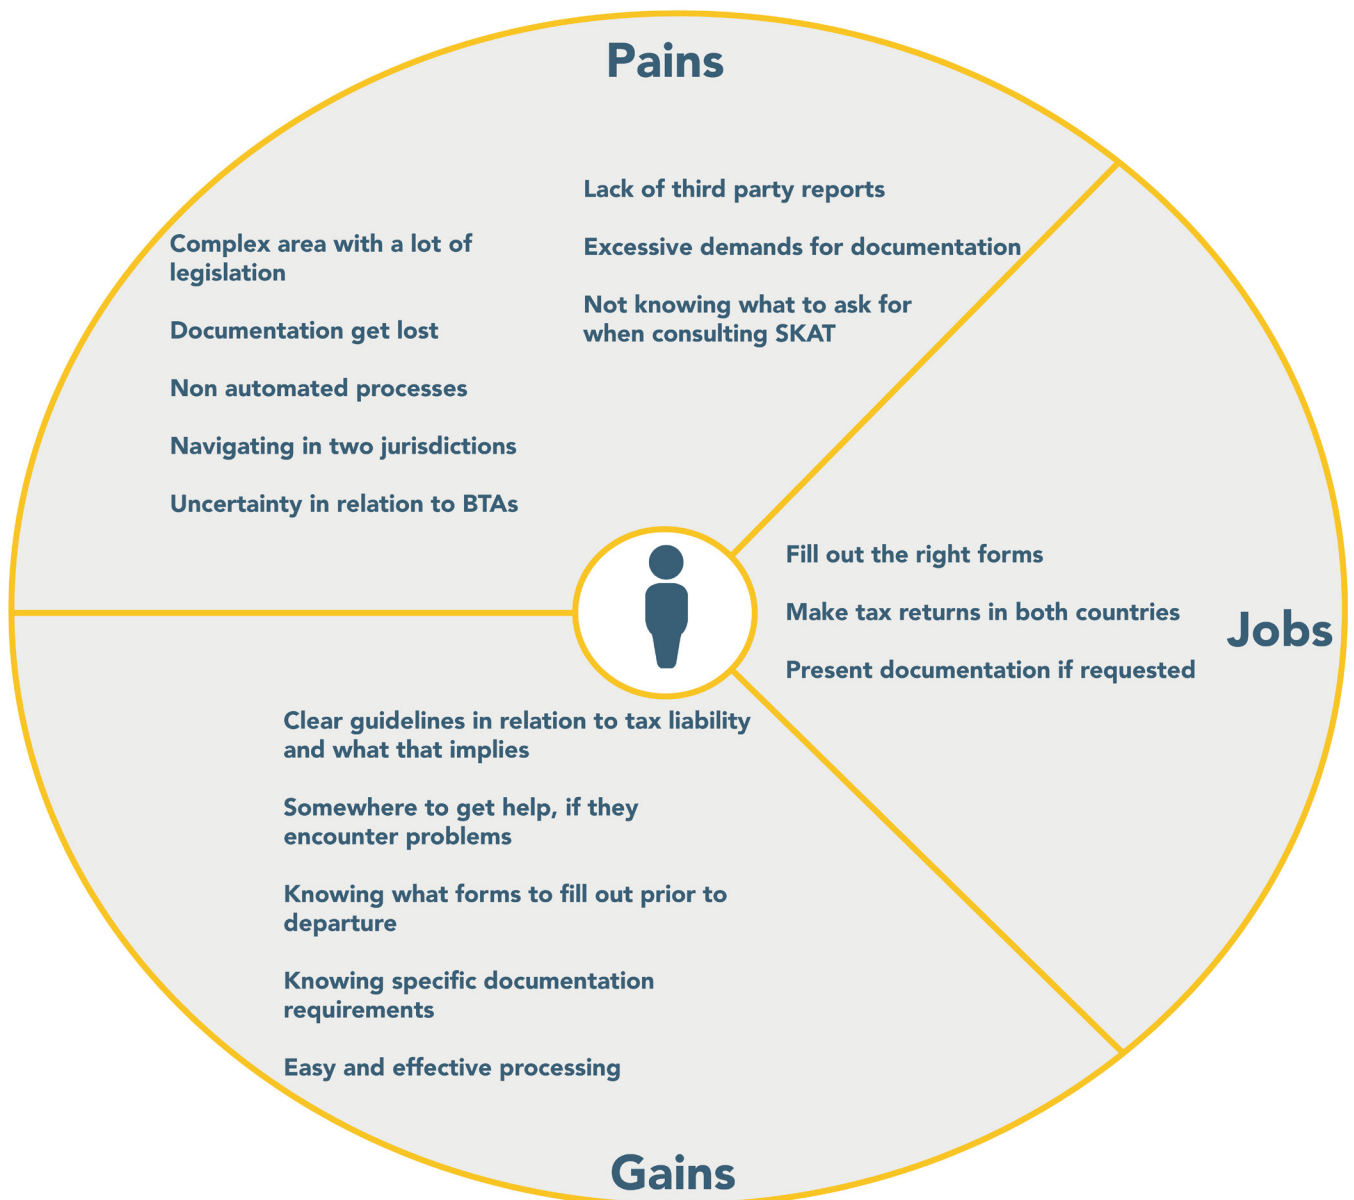 Pains
Lack of third party reports
Excessive demands for documentation
Not knowing what to ask for
when consulting SKAT
Complex area with a lot of
legislation
Documentation get lost
Non automated processes
Navigating in two jurisdictions
Uncertainty in relation to BTAs
Fill out the right forms
Make tax returns in both countries
Present documentation if requested
Jobs
Clear guidelines in relation to tax liability
and what that implies
Somewhere to get help, if they
encounter problems
Knowing what forms to fill out prior to
departure
Knowing specific documentation
requirements
Easy and effective processing
Gains